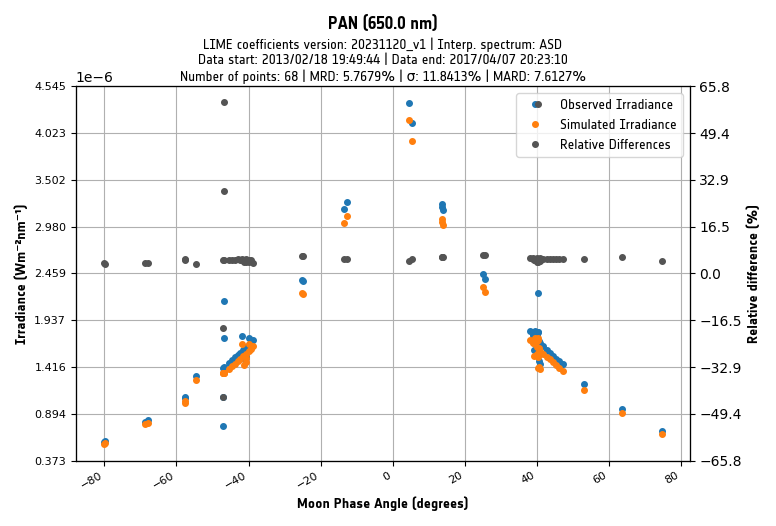 PAN (650.0 nm)
LIME coefficients version: 20231120_v1 | Interp. spectrum: ASD
Data start: 2013/02/18 19:49:44 | Data end: 2017/04/07 20:23:10
Number of points: 68 | MRD: 5.7679% | σ: 11.8413% | MARD: 7.6127%
1e−6
4.545
4.023
3.502
2.980
2.459
1.937
1.416
0.894
0.373
Irradiance (Wm⁻²nm⁻¹)
Observed Irradiance
Simulated Irradiance
Relative Differences
65.8
49.4
32.9
16.5
0.0
−16.5
−32.9
−49.4
−65.8
Relative difference (%)
−80
−60
−40
−20
0
20
40
60
80
Moon Phase Angle (degrees)